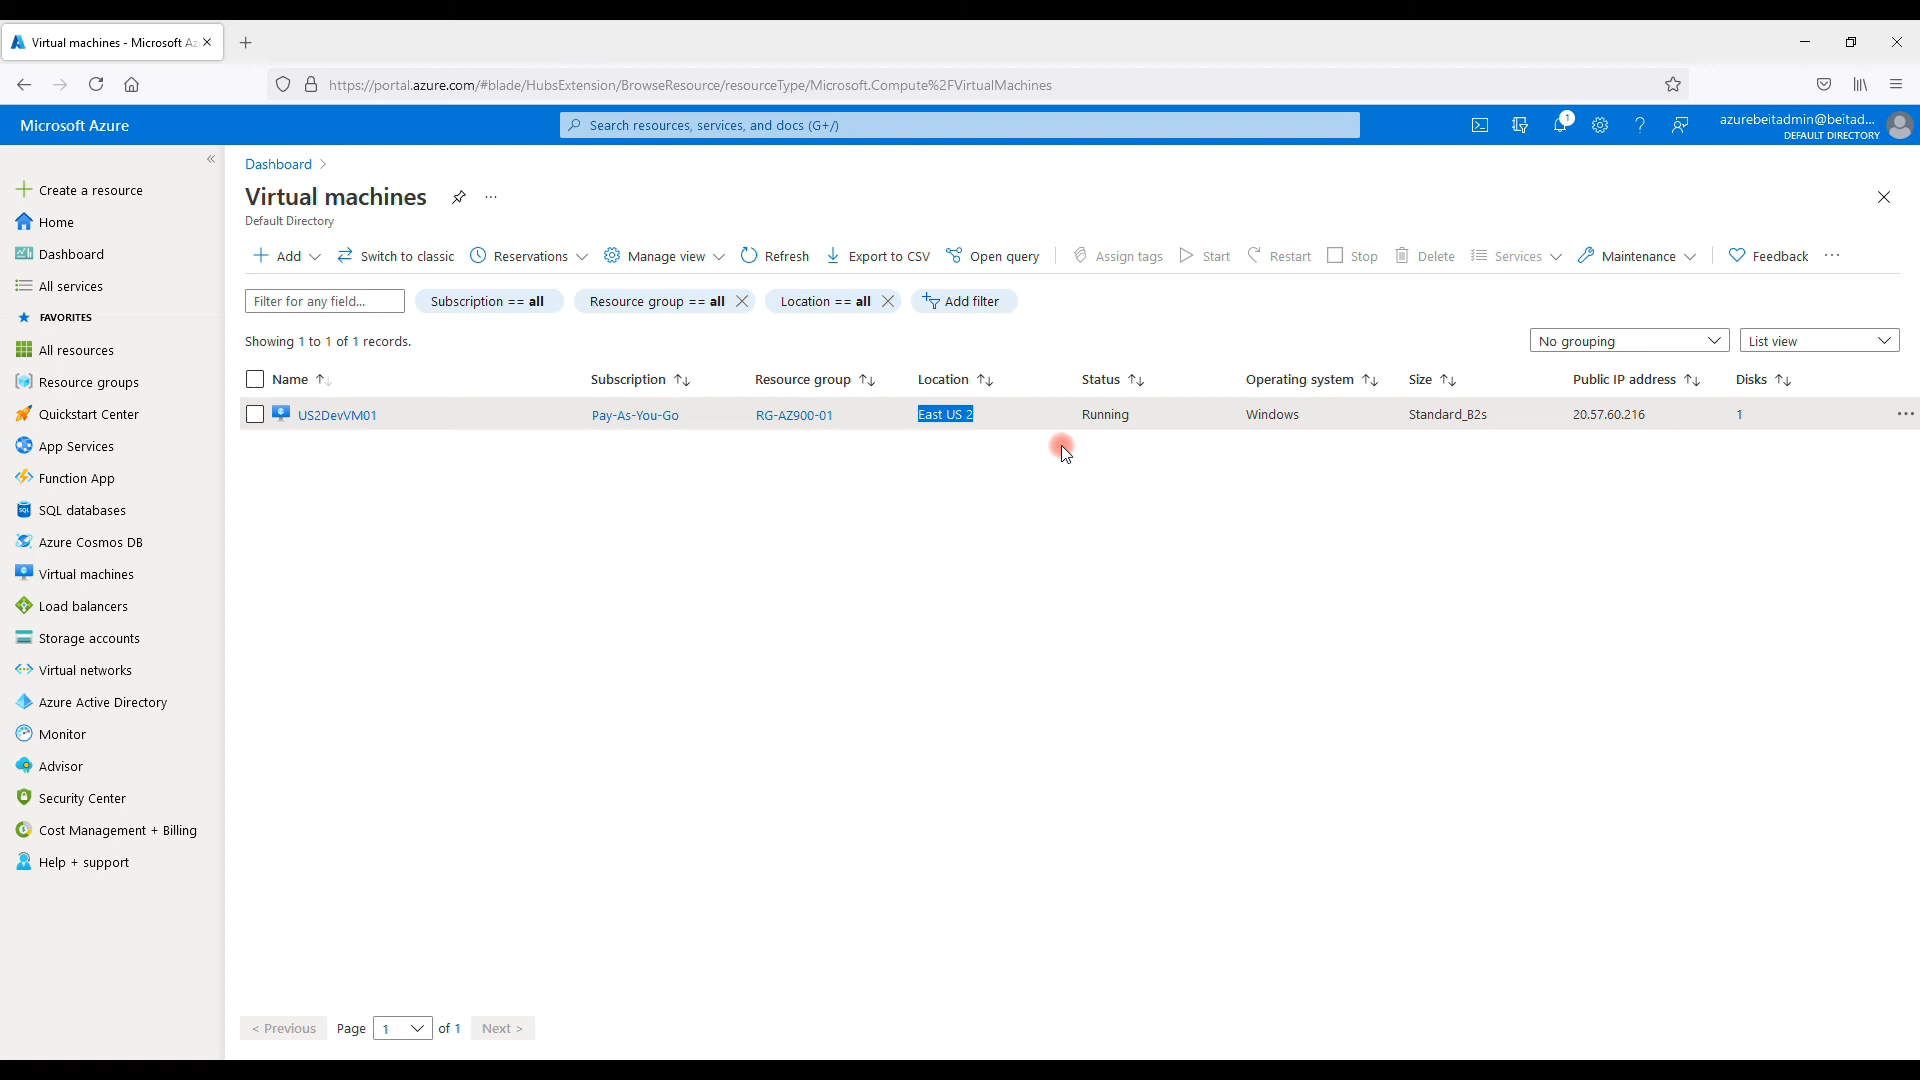 Virtual machines - Microsoft Az
https://portal.azure.com/#blade/HubsExtension/BrowseResource/resourceType/Microsoft.Compute%2FVirtualMachines
Microsoft Azure
Search resources, services, and docs (G+/)
1
azurebeitadmin@beitad...
DEFAULT DIRECTORY
Create a resource
Home
Dashboard
All services
FAVORITES
All resources
Resource groups
Quickstart Center
App Services
Function App
SQL databases
Azure Cosmos DB
Virtual machines
Load balancers
Storage accounts
Virtual networks
Azure Active Directory
Monitor
Advisor
Security Center
Cost Management + Billing
Help + support
Dashboard
Virtual machines
Default Directory
Add Switch to classic Reservations Manage view Refresh Export to CSV Open query Assign tags Start Restart Stop Delete Services Maintenance Feedback
Filter for any field... Subscription == all Resource group == all Location == all Add filter
Showing 1 to 1 of 1 records.
No grouping List view
Name Subscription Resource group Location Status Operating system Size Public IP address Disks
US2DevVM01 Pay-As-You-Go RG-AZ900-01 East US 2 Running Windows Standard_B2s 20.57.60.216 1
< Previous Page 1 of 1 Next >